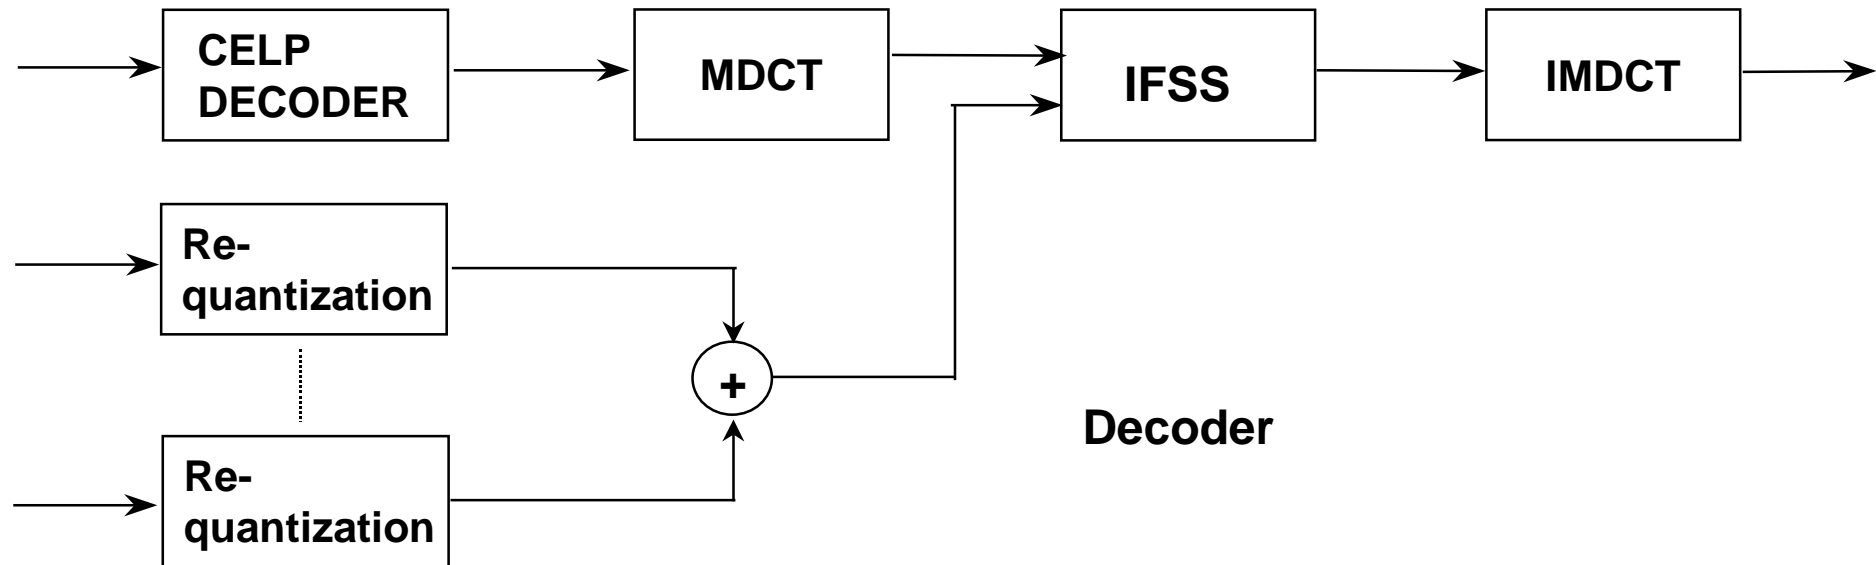 CELP
DECODER
MDCT
IFSS
IMDCT
Re-
quantization
+
Decoder
Re-
quantization